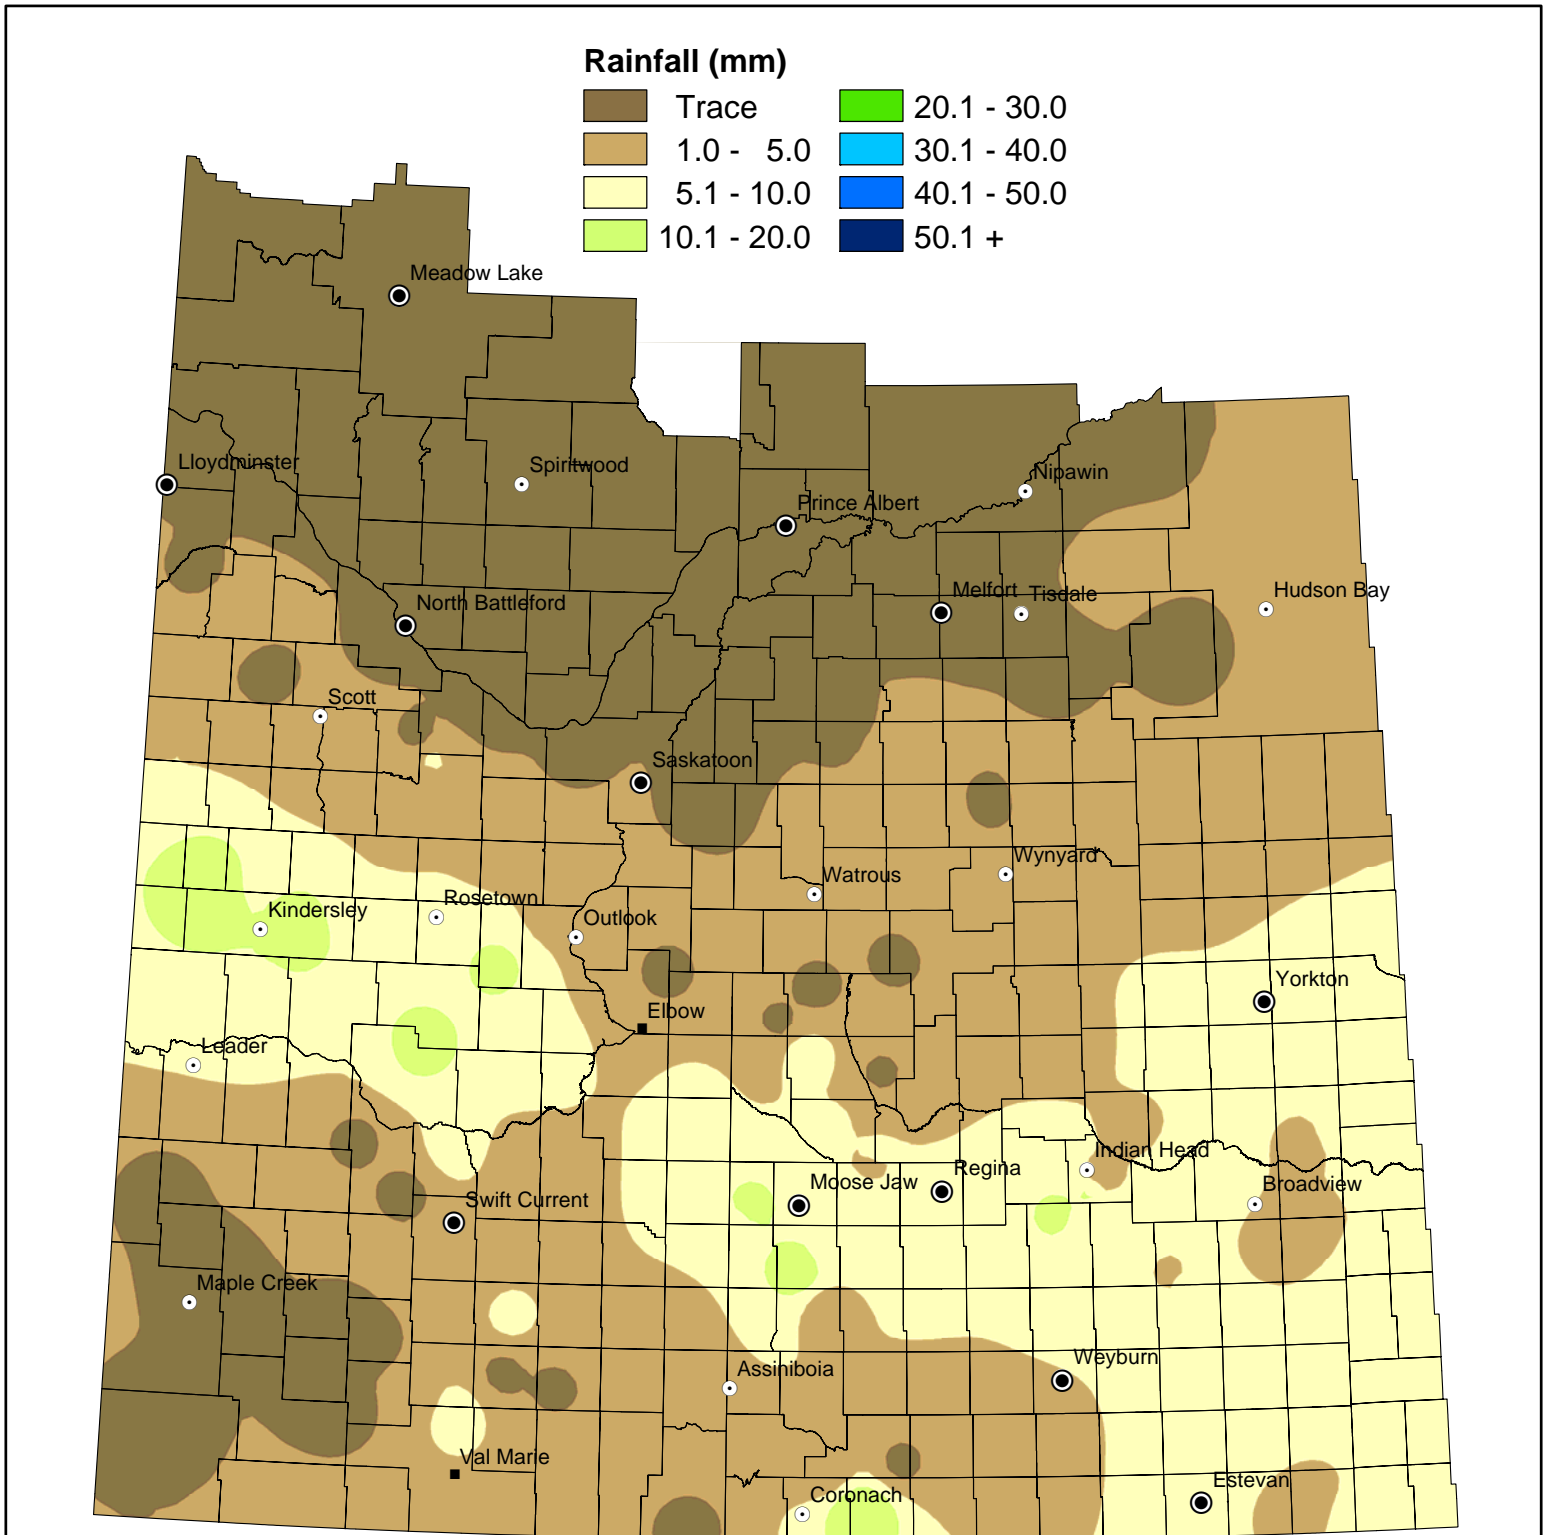 Rainfall (mm)
Trace
1.0 - 5.0
5.1 - 10.0
10.1 - 20.0
20.1 - 30.0
30.1 - 40.0
40.1 - 50.0
50.1 +
Meadow Lake
Lloydminster
Spiritwood
Nipawin
Prince Albert
North Battleford
Melfort
Tisdale
Hudson Bay
Scott
Saskatoon
Watrous
Wynyard
Kindersley
Rosetown
Outlook
Yorkton
Elbow
Leader
Indian Head
Regina
Moose Jaw
Broadview
Swift Current
Maple Creek
Assiniboia
Weyburn
Val Marie
Coronach
Estevan